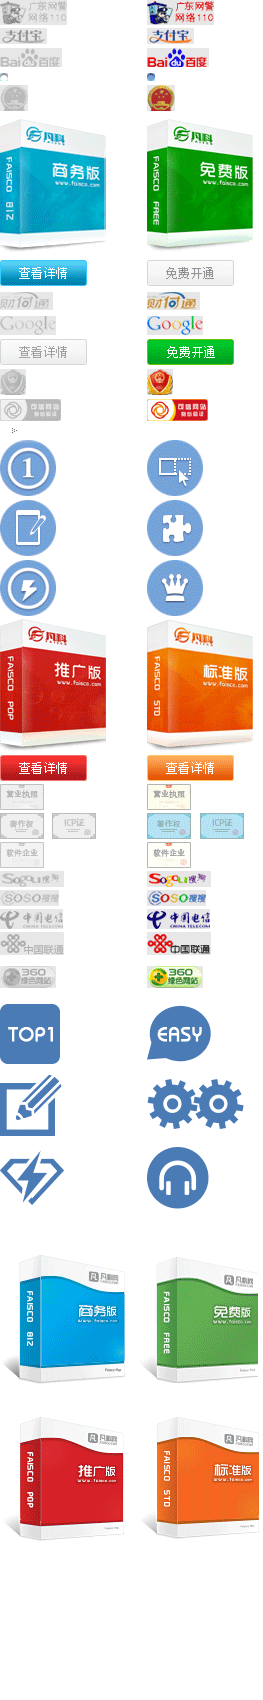 广东网警
网络110
广东网警
网络110
支付宝
支付宝
Bai du 百度
Bai du 百度
凡科
FAISCO
商务版
www.faisco.com
FAISCO BIZ
凡科
FAISCO
免费版
www.faisco.com
FAISCO FREE
查看详情
免费开通
财付通
财付通
Google
Google
查看详情
免费开通
可信网站
可信网站
1
凡科
推广版
www.faisco.com
FAISCO POP
凡科
标准版
www.faisco.com
FAISCO STD
查看详情
查看详情
营业执照
营业执照
著作权
ICP证
著作权
ICP证
软件企业
软件企业
Sogou搜狗
Sogou搜狗
SOSO搜搜
SOSO搜搜
中国电信
CHINA TELECOM
中国电信
CHINA TELECOM
中国联通
中国联通
360
绿色网站
360
绿色网站
TOP1
EASY
凡科网
商务版
www.faisco.com
FAISCO BIZ
凡科网
免费版
www.faisco.com
FAISCO FREE
凡科网
推广版
www.faisco.com
FAISCO POP
凡科网
标准版
www.faisco.com
FAISCO STD